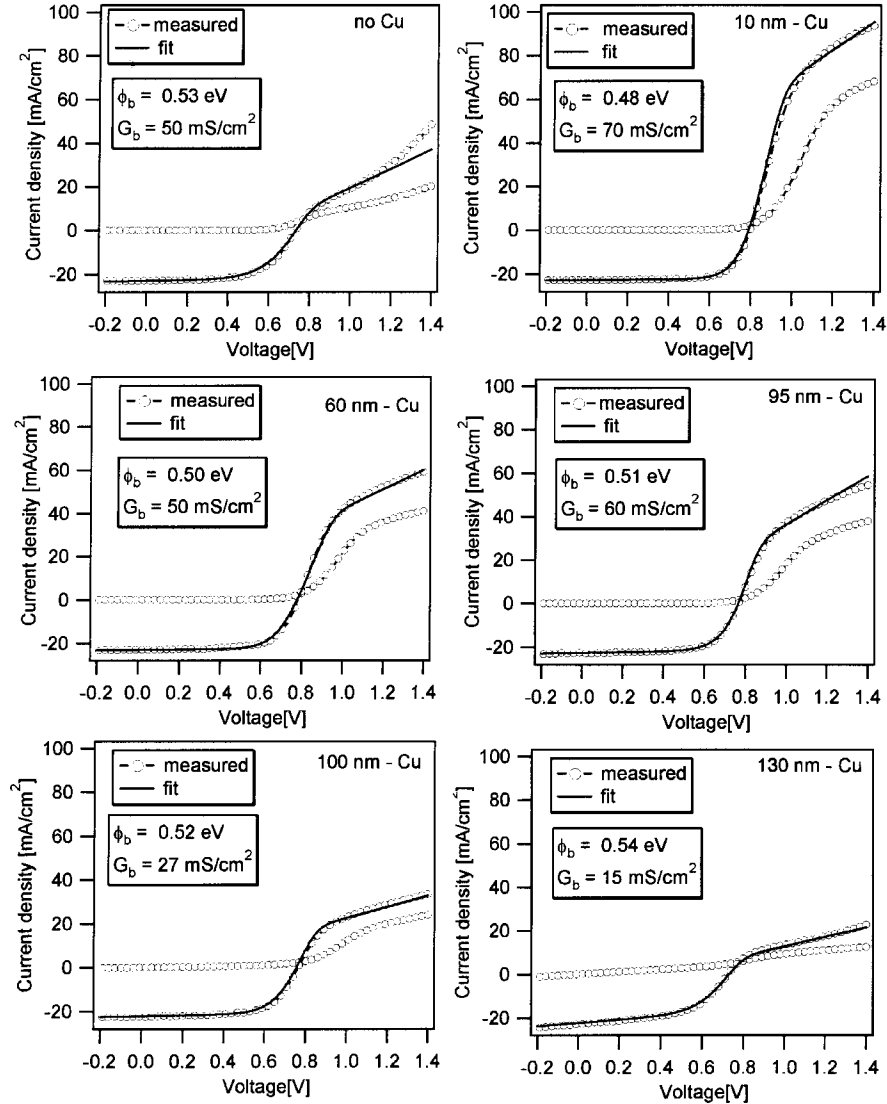 measured
fit
no Cu
ϕb = 0.53 eV
Gb = 50 mS/cm²
100
80
60
40
20
0
-20
Current density [mA/cm²]
-0.2 0.0 0.2 0.4 0.6 0.8 1.0 1.2 1.4
Voltage[V]
measured
fit
10 nm - Cu
ϕb = 0.48 eV
Gb = 70 mS/cm²
100
80
60
40
20
0
-20
Current density [mA/cm²]
-0.2 0.0 0.2 0.4 0.6 0.8 1.0 1.2 1.4
Voltage[V]
measured
fit
60 nm - Cu
ϕb = 0.50 eV
Gb = 50 mS/cm²
100
80
60
40
20
0
-20
Current density [mA/cm²]
-0.2 0.0 0.2 0.4 0.6 0.8 1.0 1.2 1.4
Voltage[V]
measured
fit
95 nm - Cu
ϕb = 0.51 eV
Gb = 60 mS/cm²
100
80
60
40
20
0
-20
Current density [mA/cm²]
-0.2 0.0 0.2 0.4 0.6 0.8 1.0 1.2 1.4
Voltage[V]
measured
fit
100 nm - Cu
ϕb = 0.52 eV
Gb = 27 mS/cm²
100
80
60
40
20
0
-20
Current density [mA/cm²]
-0.2 0.0 0.2 0.4 0.6 0.8 1.0 1.2 1.4
Voltage[V]
measured
fit
130 nm - Cu
ϕb = 0.54 eV
Gb = 15 mS/cm²
100
80
60
40
20
0
-20
Current density [mA/cm²]
-0.2 0.0 0.2 0.4 0.6 0.8 1.0 1.2 1.4
Voltage[V]